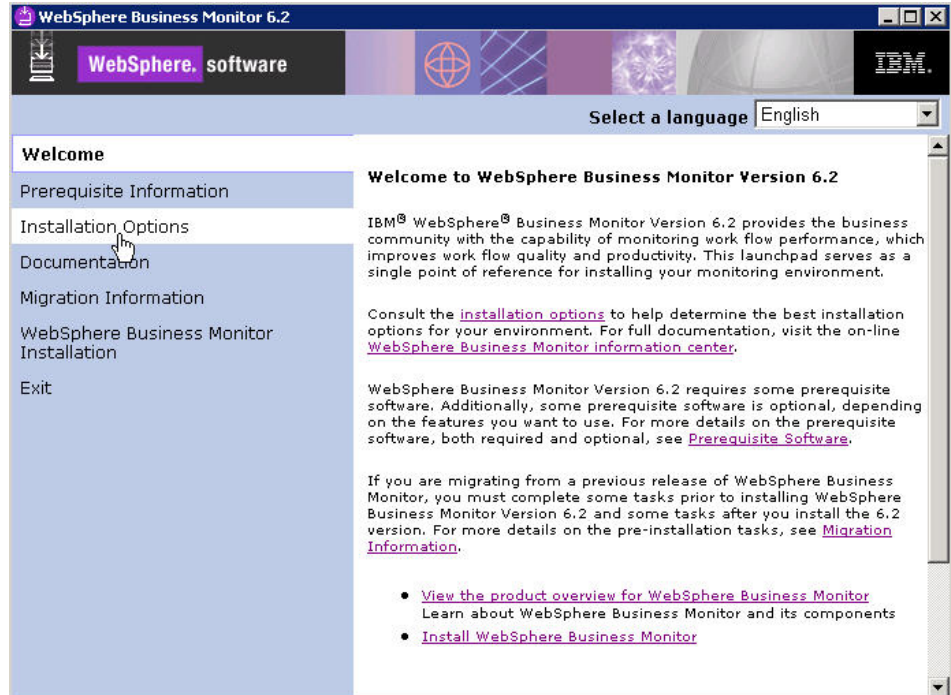 WebSphere Business Monitor 6.2
WebSphere. software
IBM.
Select a language English
Welcome
Prerequisite Information
Installation Options
Documentation
Migration Information
WebSphere Business Monitor
Installation
Exit
Welcome to WebSphere Business Monitor Version 6.2
IBM® WebSphere® Business Monitor Version 6.2 provides the business
community with the capability of monitoring work flow performance, which
improves work flow quality and productivity. This launchpad serves as a
single point of reference for installing your monitoring environment.
Consult the installation options to help determine the best installation
options for your environment. For full documentation, visit the on-line
WebSphere Business Monitor information center.
WebSphere Business Monitor Version 6.2 requires some prerequisite
software. Additionally, some prerequisite software is optional, depending
on the features you want to use. For more details on the prerequisite
software, both required and optional, see Prerequisite Software.
If you are migrating from a previous release of WebSphere Business
Monitor, you must complete some tasks prior to installing WebSphere
Business Monitor Version 6.2 and some tasks after you install the 6.2
version. For more details on the pre-installation tasks, see Migration
Information.
• View the product overview for WebSphere Business Monitor
Learn about WebSphere Business Monitor and its components
• Install WebSphere Business Monitor